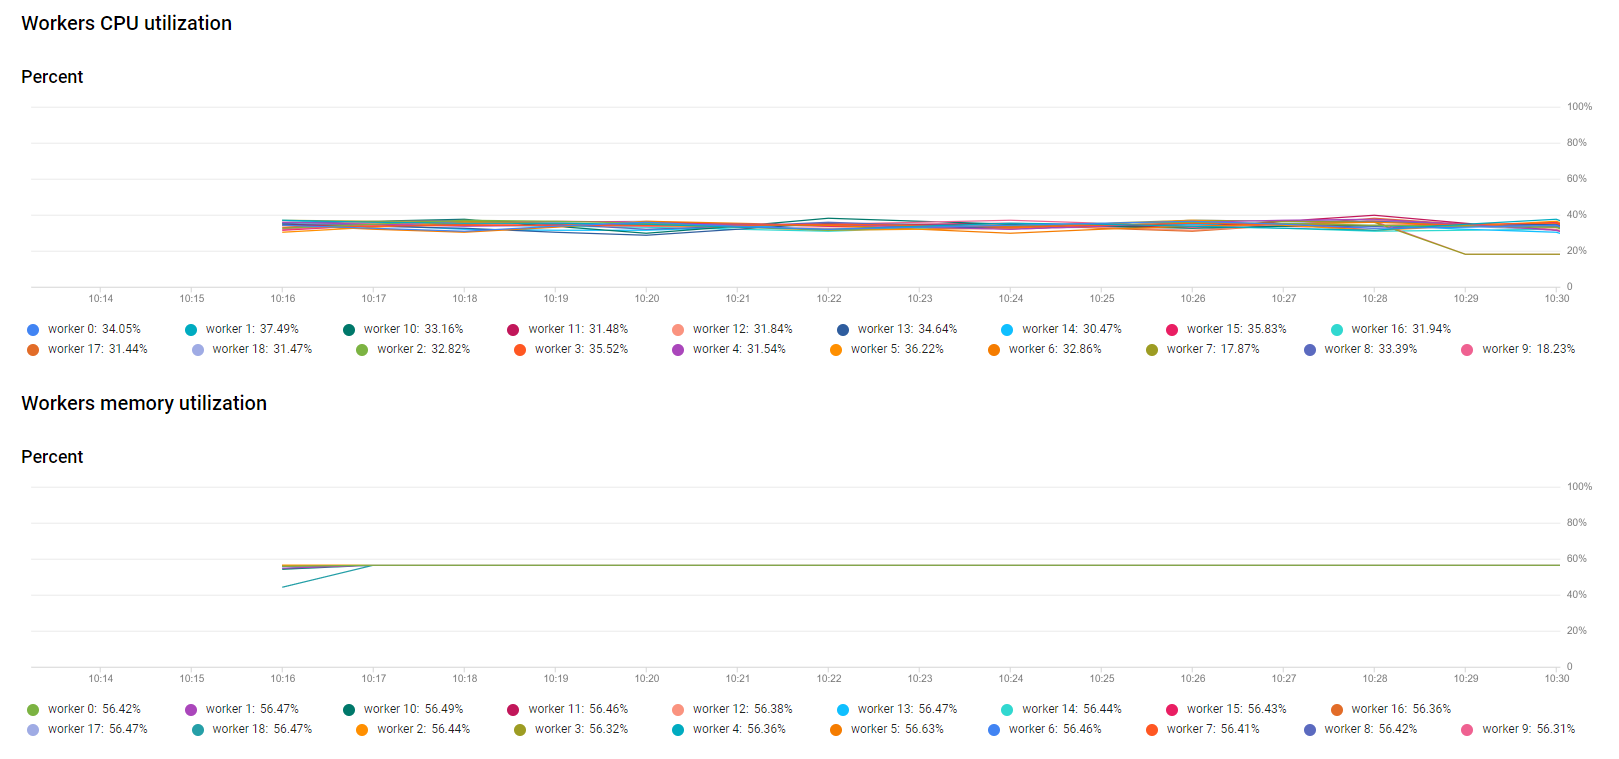 Workers CPU utilization
Percent
100%
80%
60%
40%
20%
0
10:14 10:15 10:16 10:17 10:18 10:19 10:20 10:21 10:22 10:23 10:24 10:25 10:26 10:27 10:28 10:29 10:30
worker 0: 34.05% worker 1: 37.49% worker 10: 33.16% worker 11: 31.48% worker 12: 31.84% worker 13: 34.64% worker 14: 30.47% worker 15: 35.83% worker 16: 31.94%
worker 17: 31.44% worker 18: 31.47% worker 2: 32.82% worker 3: 35.52% worker 4: 31.54% worker 5: 36.22% worker 6: 32.86% worker 7: 17.87% worker 8: 33.39% worker 9: 18.23%
Workers memory utilization
Percent
100%
80%
60%
40%
20%
0
10:14 10:15 10:16 10:17 10:18 10:19 10:20 10:21 10:22 10:23 10:24 10:25 10:26 10:27 10:28 10:29 10:30
worker 0: 56.42% worker 1: 56.47% worker 10: 56.49% worker 11: 56.46% worker 12: 56.38% worker 13: 56.47% worker 14: 56.44% worker 15: 56.43% worker 16: 56.36%
worker 17: 56.47% worker 18: 56.47% worker 2: 56.44% worker 3: 56.32% worker 4: 56.36% worker 5: 56.63% worker 6: 56.46% worker 7: 56.41% worker 8: 56.42% worker 9: 56.31%